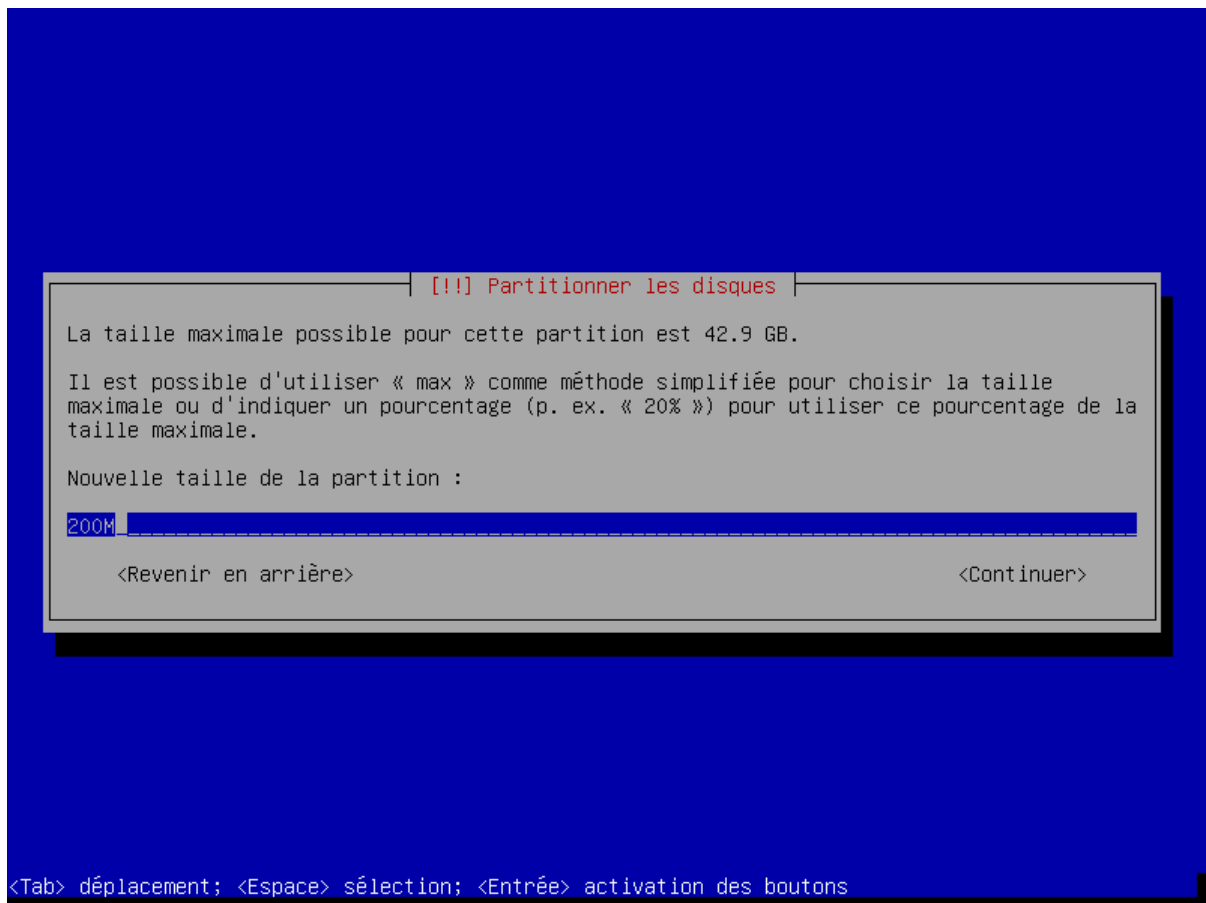 [!!] Partitionner les disques
La taille maximale possible pour cette partition est 42.9 GB.
Il est possible d'utiliser « max » comme méthode simplifiée pour choisir la taille
maximale ou d'indiquer un pourcentage (p. ex. « 20% ») pour utiliser ce pourcentage de la
taille maximale.
Nouvelle taille de la partition :
200M
<Revenir en arrière> <Continuer>
<Tab> déplacement; <Espace> sélection; <Entrée> activation des boutons